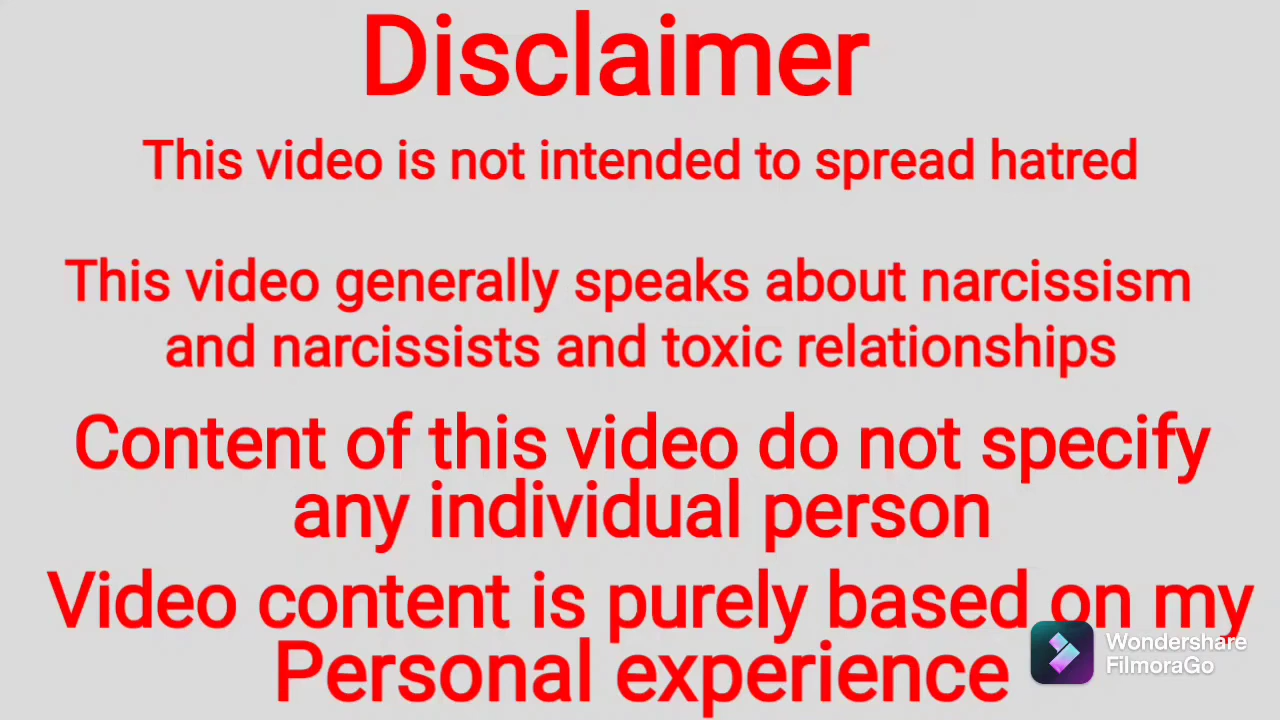 Disclaimer
This video is not intended to spread hatred
This video generally speaks about narcissism
and narcissists and toxic relationships
Content of this video do not specify
any individual person
Video content is purely based on my
Personal experience
Wondershare
FilmoraGo